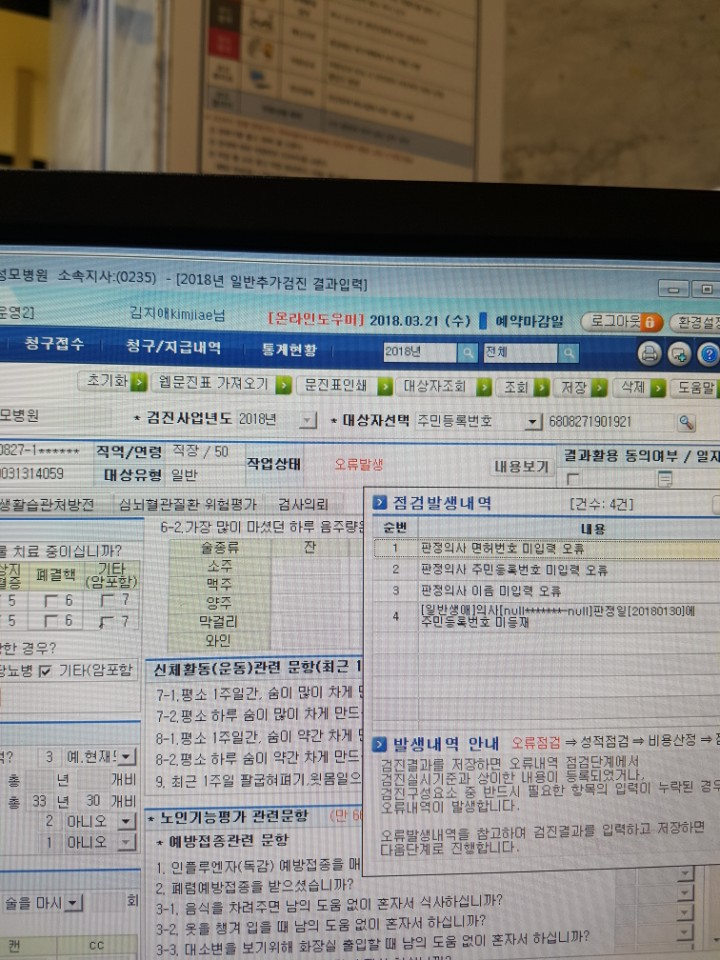 성모병원 소속지사:(0235) - [2018년 일반추가검진 결과입력]
운영2] 김지애kimjiae님 [온라인도우미] 2018.03.21 (수) 예약마감일 로그아웃 환경설정
청구접수 청구/지급내역 통계현황 2018년 전체
초기화 웹문진표 가져오기 문진표인쇄 대상자조회 조회 저장 삭제 도움말
모병원 * 검진사업년도 2018년 * 대상자선택 주민등록번호 6808271901921
0827-1****** 직역/연령 직장 / 50 작업상태 오류발생 내용보기 결과활용 동의여부 / 일자
0031314059 대상유형 일반
생활습관처방전 심뇌혈관질환 위험평가 검사의뢰
점검발생내역 [건수: 4건]
순번 내용
1 판정의사 면허번호 미입력 오류
2 판정의사 주민등록번호 미입력 오류
3 판정의사 이름 미입력 오류
4 [일반생애]의사[null*******-null]판정일[20180130]에
주민등록번호 미등재
발생내역 안내 오류점검 ⇒ 성적점검 ⇒ 비용산정 ⇒
검진결과를 저장하면 오류내역 점검단계에서
검진실시기준과 상이한 내용이 등록되었거나,
검진구성요소 중 반드시 필요한 항목의 입력이 누락된 경우
오류내역이 발생합니다.
오류발생내역을 참고하며 검진결과를 입력하고 저장하면
다음단계로 진행합니다.
6-2.가장 많이 마셨던 하루 음주량은
술종류 잔
소주
맥주
양주
막걸리
와인
물 치료 중이십니까?
폐결핵 기타
(암포함)
5 6 7
5 6 7
한 경우?
당뇨병 기타(암포함
신체활동(운동)관련 문항(최근 1
7-1.평소 1주일간, 숨이 많이 차게 만
7-2.평소 하루 숨이 많이 차게 만드
8-1.평소 1주일간, 숨이 약간 차게 만
8-2.평소 하루 숨이 약간 차게 만드
9. 최근 1주일 팔굽혀펴기,윗몸일으
3 예.현재
총 년 개비
총 33 년 30 개비
2 아니오
1 아니오
* 노인기능평가 관련문항 (만 6
* 예방접종관련 문항
1. 인플루엔자(독감) 예방접종을 매
2. 폐렴예방접종을 받으셨습니까?
3-1. 음식을 차려주면 남의 도움 없이 혼자서 식사하십니까?
3-2. 옷을 챙겨 입을 때 남의 도움 없이 혼자서 하십니까?
3-3. 대소변을 보기위해 화장실 출입할 때 남의 도움 없이 혼자서 하십니까?
술을 마시 회
캔 cc